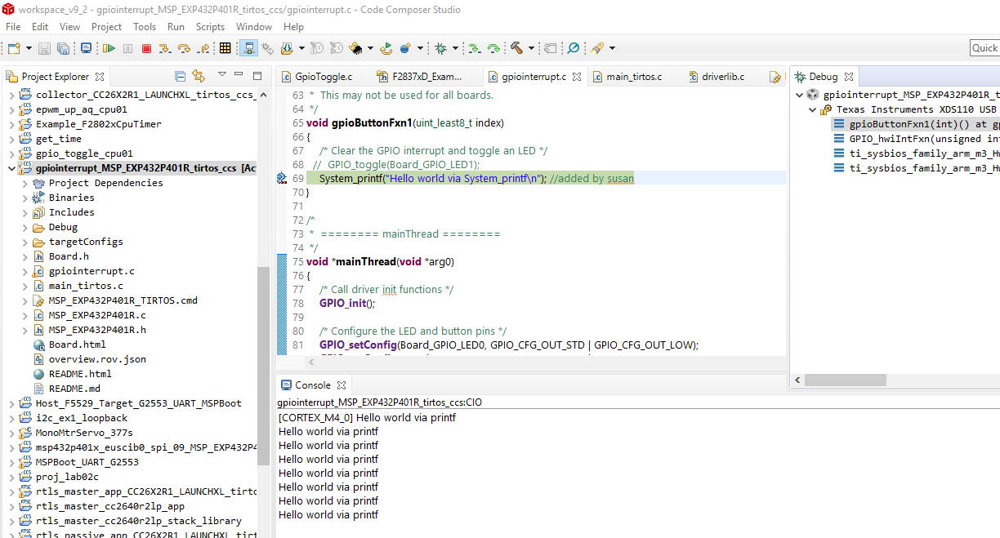 workspace_v9_2 - gpiointerrupt_MSP_EXP432P401R_tirtos_ccs/gpiointerrupt.c - Code Composer Studio
File Edit View Project Tools Run Scripts Window Help
Quick
Project Explorer
collector_CC26X2R1_LAUNCHXL_tirtos_ccs_
epwm_up_aq_cpu01
Example_F2802xCpuTimer
get_time
gpio_toggle_cpu01
gpiointerrupt_MSP_EXP432P401R_tirtos_ccs [Ac
Project Dependencies
Binaries
Includes
Debug
targetConfigs
Board.h
gpiointerrupt.c
main_tirtos.c
MSP_EXP432P401R_TIRTOS.cmd
MSP_EXP432P401R.c
MSP_EXP432P401R.h
Board.html
overview.rov.json
README.html
README.md
Host_F5529_Target_G2553_UART_MSPBoot
i2c_ex1_loopback
MonoMtrServo_377s
msp432p401x_euscib0_spi_09_MSP_EXP432P4
MSPBoot_UART_G2553
proj_lab02c
rtls_master_app_CC26X2R1_LAUNCHXL_tirto
rtls_master_cc2640r2lp_app
rtls_master_cc2640r2lp_stack_library
rtls_passive_app_CC26X2R1_LAUNCHXL_tirt
GpioToggle.c F2837xD_Exam... gpiointerrupt.c main_tirtos.c driverlib.c
63 * This may not be used for all boards.
64 */
65 void gpioButtonFxn1(uint_least8_t index)
66 {
67 /* Clear the GPIO interrupt and toggle an LED */
68 // GPIO_toggle(Board_GPIO_LED1);
69 System_printf("Hello world via System_printf\n"); //added by susan
70 }
71
72 /*
73 * ======== mainThread ========
74 */
75 void *mainThread(void *arg0)
76 {
77 /* Call driver init functions */
78 GPIO_init();
79
80 /* Configure the LED and button pins */
81 GPIO_setConfig(Board_GPIO_LED0, GPIO_CFG_OUT_STD | GPIO_CFG_OUT_LOW);
Debug
gpiointerrupt_MSP_EXP432P401R_t
Texas Instruments XDS110 USB
gpioButtonFxn1(int)() at gp
GPIO_hwiIntFxn(unsigned int
ti_sysbios_family_arm_m3_Hw
ti_sysbios_family_arm_m3_Hw
Console
gpiointerrupt_MSP_EXP432P401R_tirtos_ccs:CIO
[CORTEX_M4_0] Hello world via printf
Hello world via printf
Hello world via printf
Hello world via printf
Hello world via printf
Hello world via printf
Hello world via printf
Hello world via printf